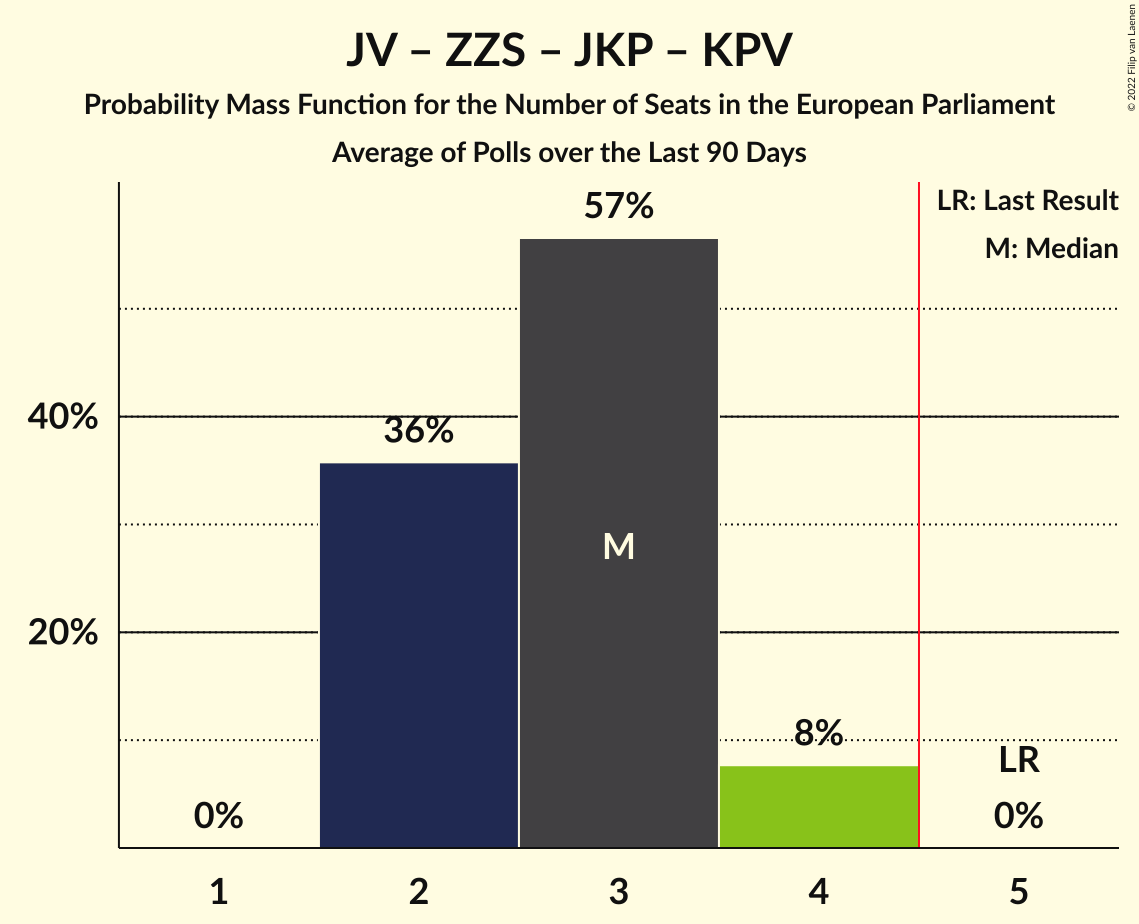 JV – ZZS – JKP – KPV
Probability Mass Function for the Number of Seats in the European Parliament
Average of Polls over the Last 90 Days
© 2022 Filip van Laenen
LR: Last Result
M: Median
57%
40%
36%
M
20%
8%
LR
0%
0%
1
2
3
4
5